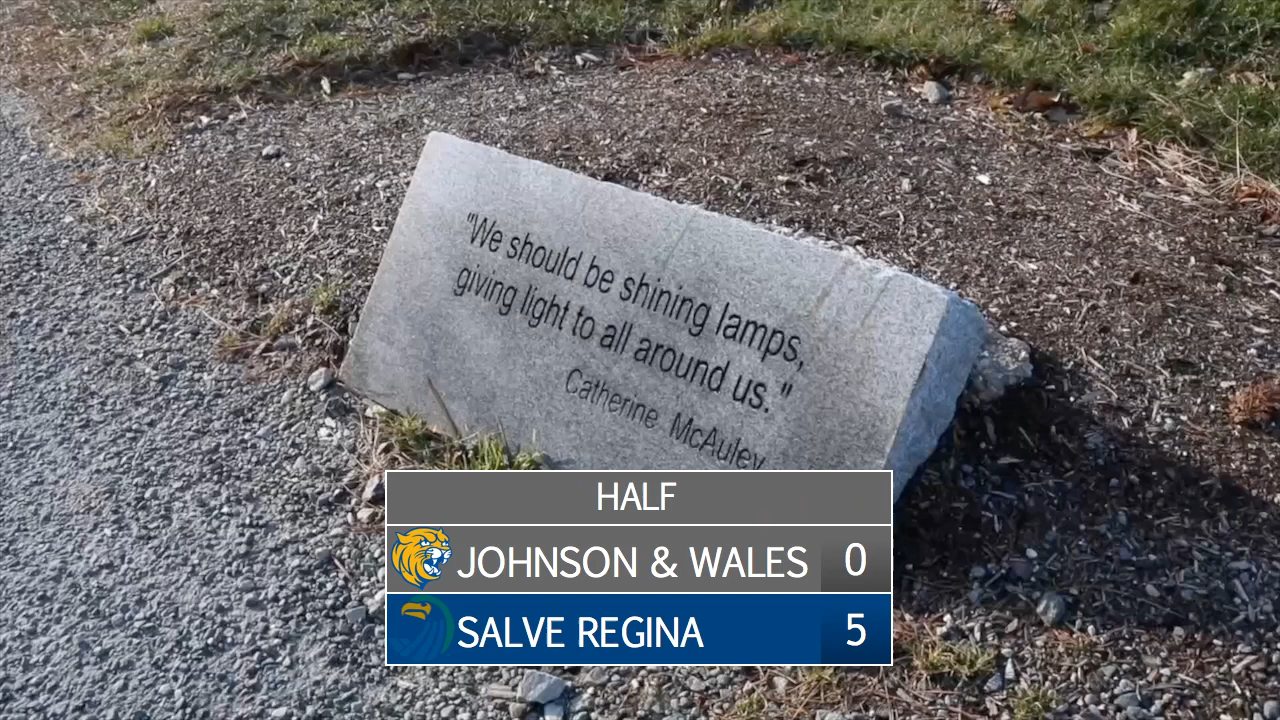 "We should be shining lamps,
giving light to all around us."
Catherine McAuley
HALF
JOHNSON & WALES 0
SALVE REGINA 5